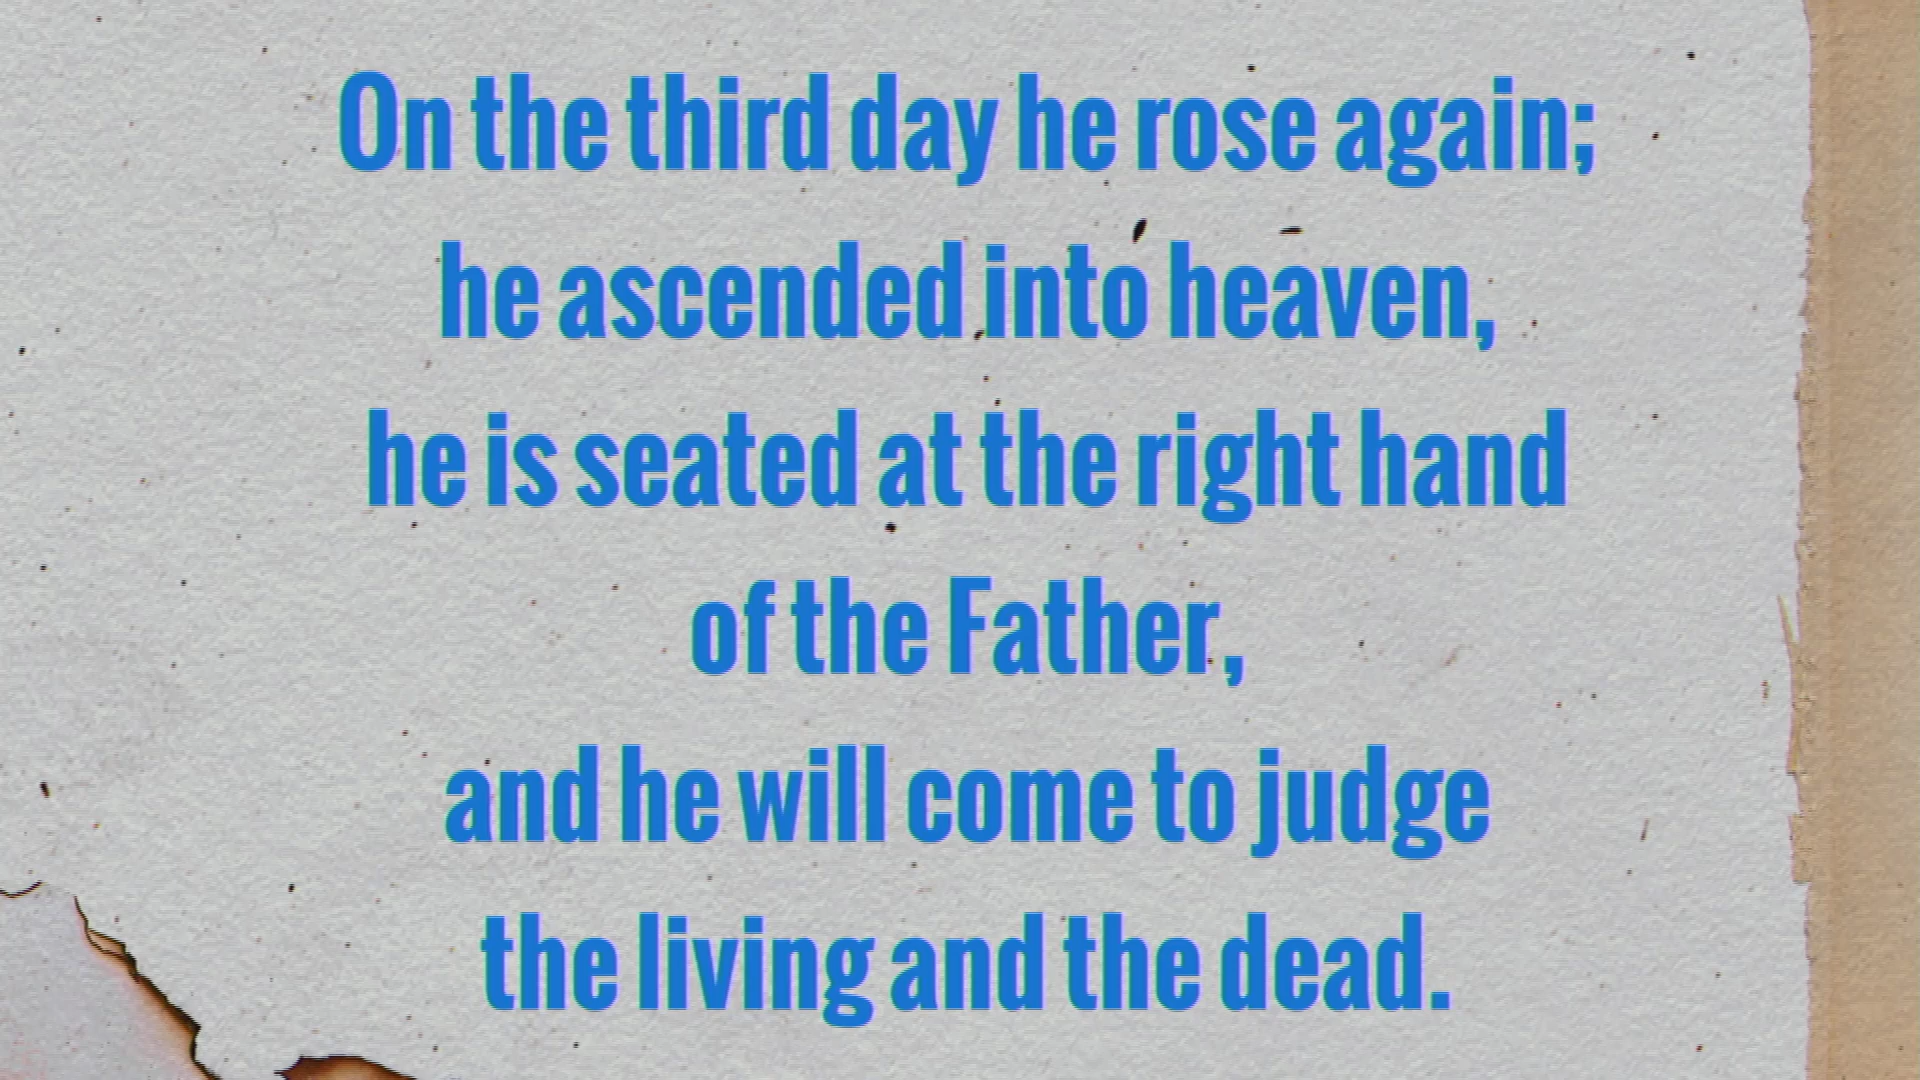 On the third day he rose again;
he ascended into heaven,
he is seated at the right hand
of the Father,
and he will come to judge
the living and the dead.